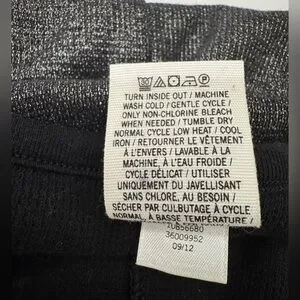 TURN INSIDE OUT / MACHINE
WASH COLD / GENTLE CYCLE /
ONLY NON-CHLORINE BLEACH
WHEN NEEDED / TUMBLE DRY
NORMAL CYCLE LOW HEAT / COOL
IRON / RETOURNER LE VÊTEMENT
À L'ENVERS / LAVABLE À LA
MACHINE, À L'EAU FROIDE /
CYCLE DÉLICAT / UTILISER
UNIQUEMENT DU JAVELLISANT
SANS CHLORE, AU BESOIN /
SÉCHER PAR CULBUTAGE À CYCLE
NORMAL, À BASSE TEMPÉRATURE /
36009952
09/12